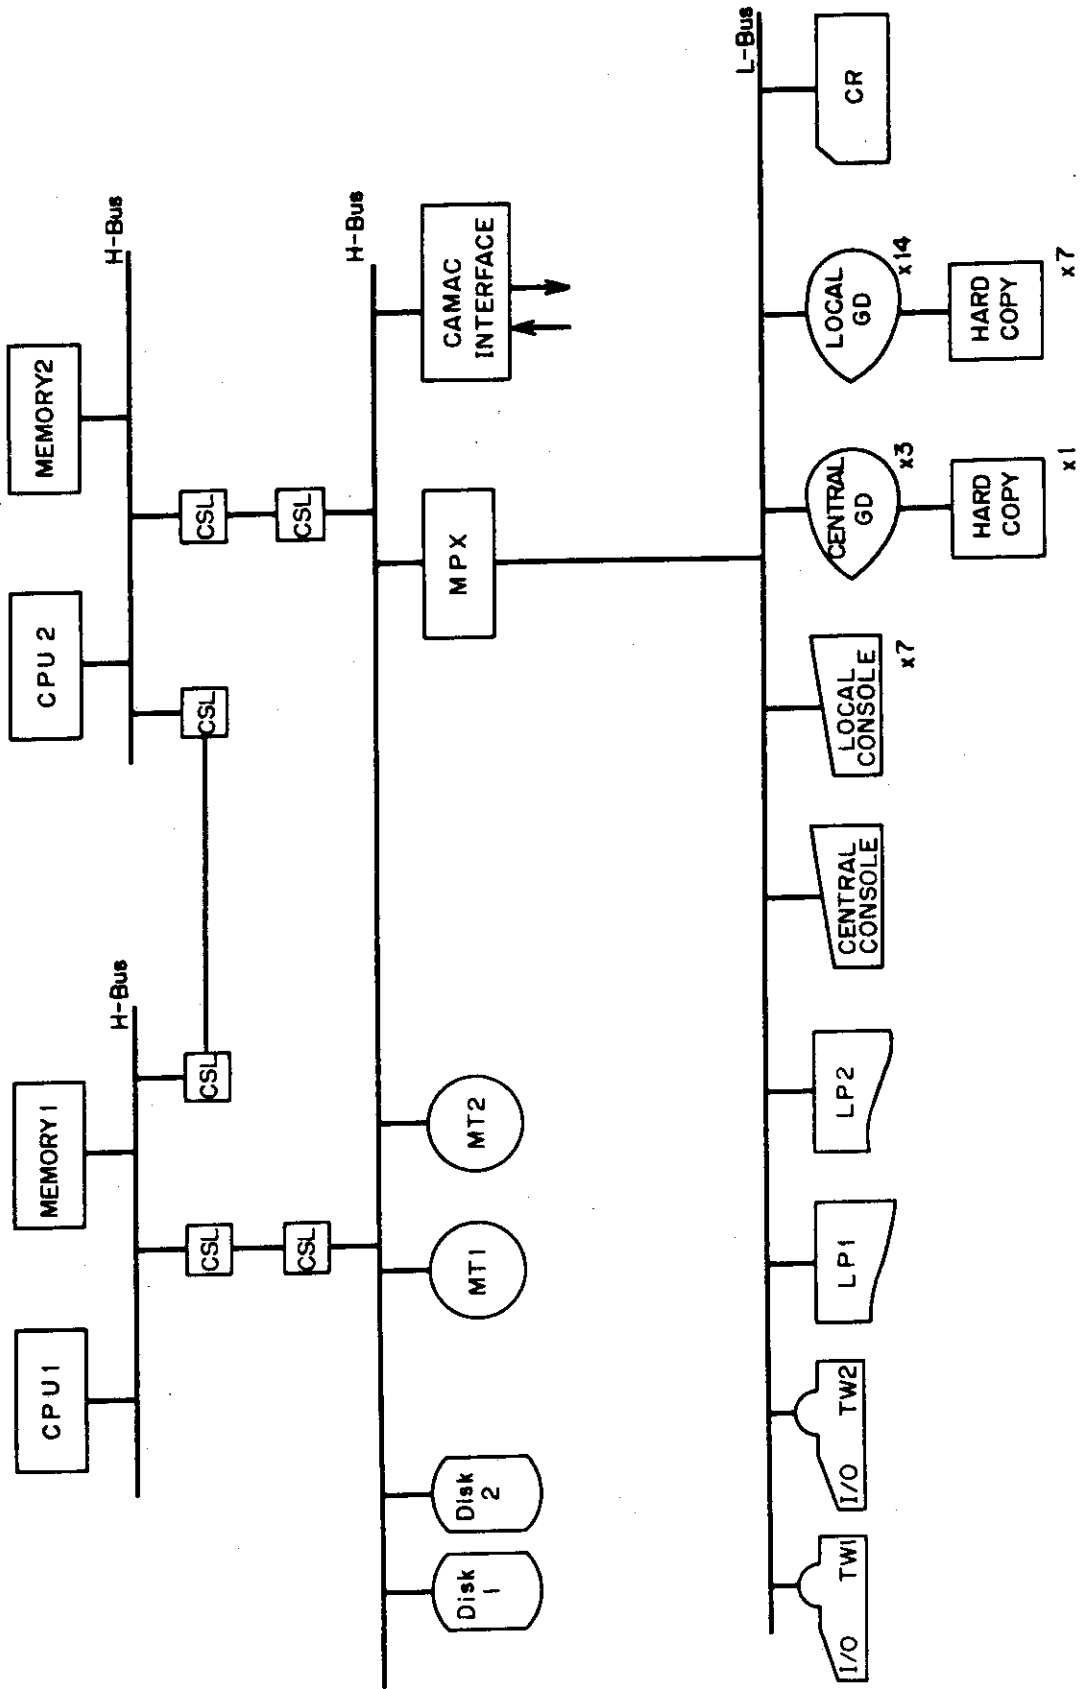 CPU1
MEMORY1
H-Bus
CPU 2
MEMORY2
H-Bus
CSL
CSL
CSL
CSL
CSL
CSL
H-Bus
Disk
1
Disk
2
MT1
MT2
MPX
CAMAC
INTERFACE
L-Bus
I/O TW1
I/O TW2
LP1
LP2
CENTRAL
CONSOLE
LOCAL
CONSOLE
x7
CENTRAL
GD
x3
LOCAL
GD
x14
CR
HARD
COPY
x1
HARD
COPY
x7